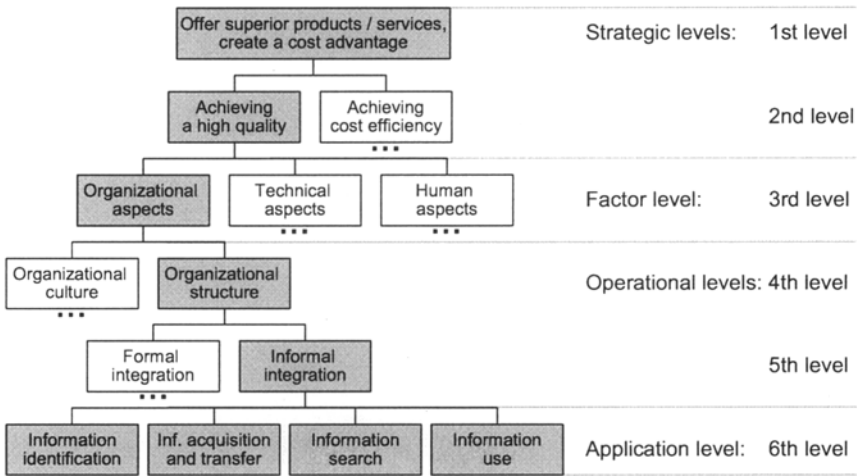 Offer superior products / services,
create a cost advantage
Strategic levels: 1st level
Achieving
a high quality
Achieving
cost efficiency
...
2nd level
Organizational
aspects
Technical
aspects
...
Human
aspects
...
Factor level: 3rd level
Organizational
culture
...
Organizational
structure
Operational levels: 4th level
Formal
integration
...
Informal
integration
5th level
Information
identification
Inf. acquisition
and transfer
Information
search
Information
use
Application level: 6th level